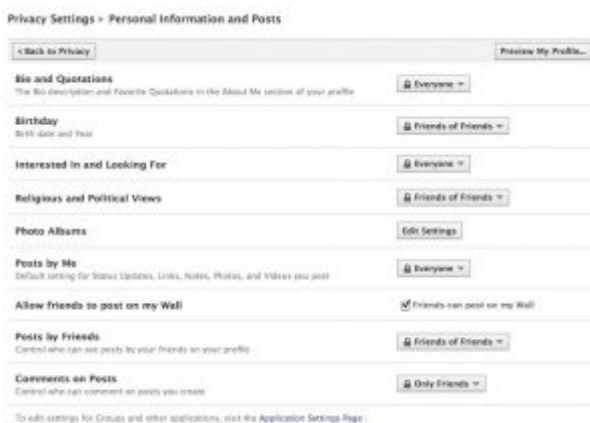 Privacy Settings ▸ Personal Information and Posts
◂ Back to Privacy
Preview My Profile...
Bio and Quotations
The Bio description and Favorite Quotations in the About Me section of your profile
Everyone
Birthday
Birth date and Year
Friends of Friends
Interested In and Looking For
Everyone
Religious and Political Views
Friends of Friends
Photo Albums
Edit Settings
Posts by Me
Default setting for Status Updates, Links, Notes, Photos, and Videos you post
Everyone
Allow friends to post on my Wall
Friends can post on my Wall
Posts by Friends
Control who can see posts by your friends on your profile
Friends of Friends
Comments on Posts
Control who can comment on posts you create
Only Friends
To edit settings for Groups and other applications, visit the Application Settings Page.